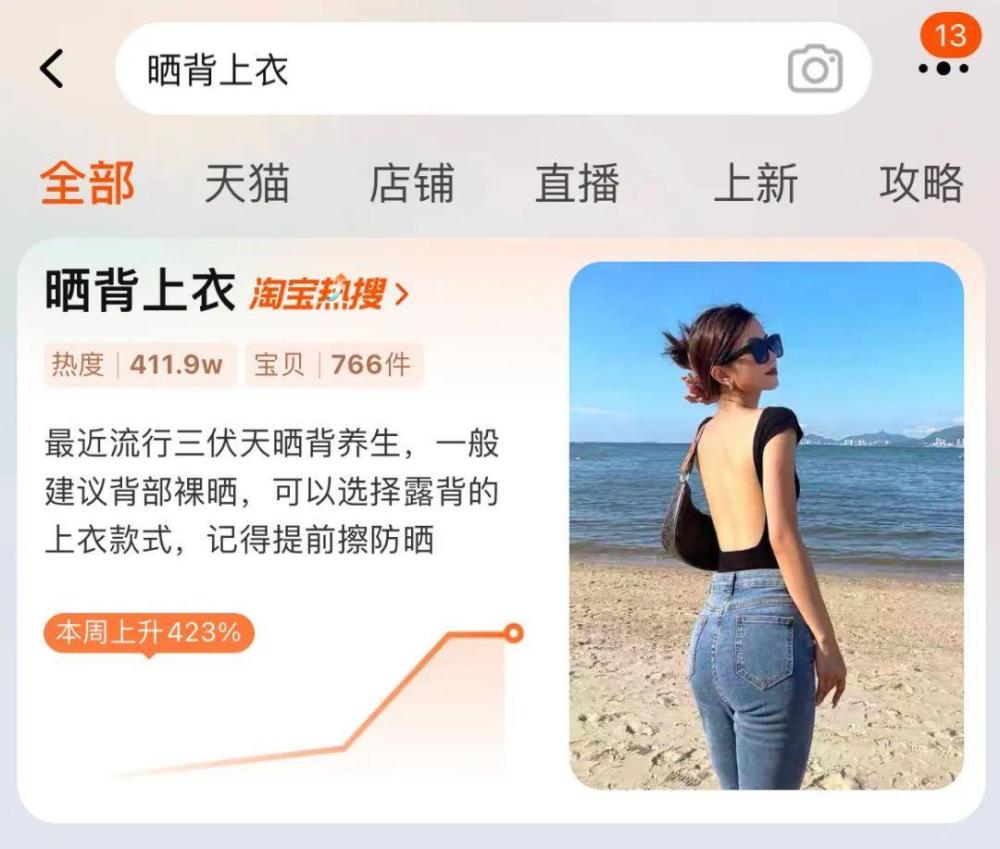 13
晒背上衣
全部 天猫 店铺 直播 上新 攻略
晒背上衣 淘宝热搜
热度 | 411.9w 宝贝 | 766件
最近流行三伏天晒背养生，一般
建议背部裸晒，可以选择露背的
上衣款式，记得提前擦防晒
本周上升423%